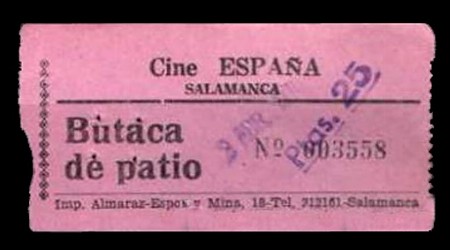 Cine ESPAÑA
SALAMANCA
Butaca
de patio
Nº 003558
Ptas. 25
Imp. Almaraz-Espoz y Mina, 18-Tel. 212161-Salamanca